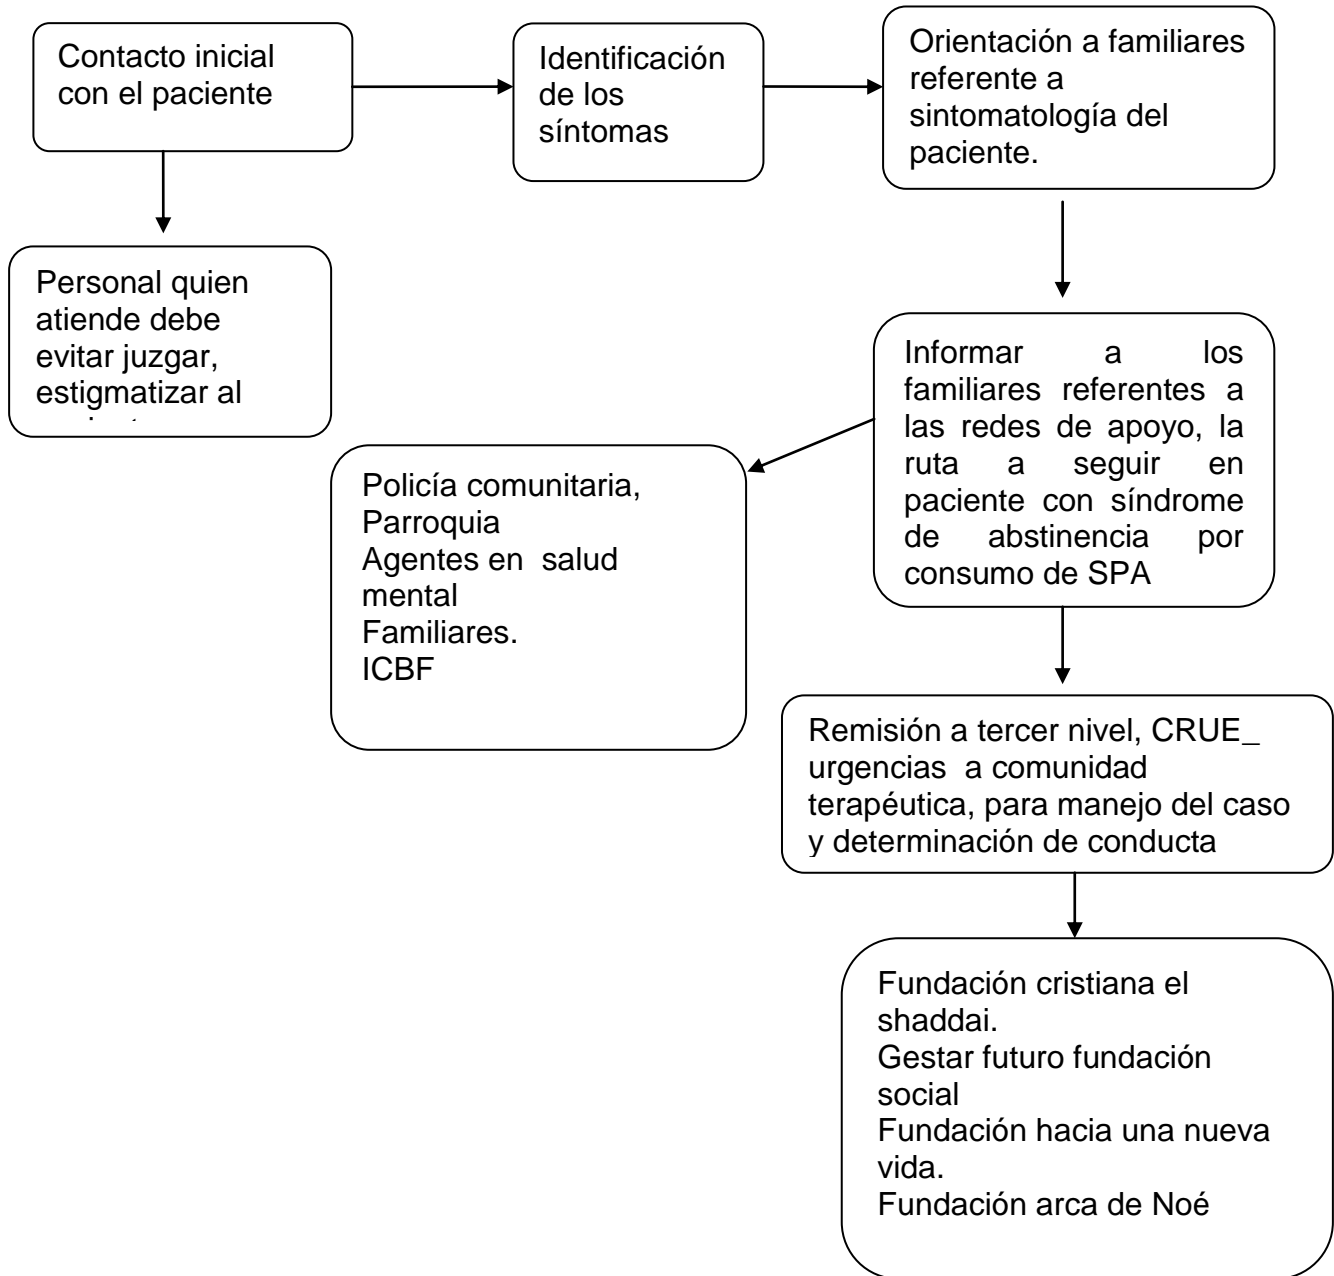 Contacto inicial
con el paciente
Identificación
de los
síntomas
Orientación a familiares
referente a
sintomatología del
paciente.
Personal quien
atiende debe
evitar juzgar,
estigmatizar al
Informar a los
familiares referentes a
las redes de apoyo, la
ruta a seguir en
paciente con síndrome
de abstinencia por
consumo de SPA
Policía comunitaria,
Parroquia
Agentes en salud
mental
Familiares.
ICBF
Remisión a tercer nivel, CRUE_
urgencias a comunidad
terapéutica, para manejo del caso
y determinación de conducta
Fundación cristiana el
shaddai.
Gestar futuro fundación
social
Fundación hacia una nueva
vida.
Fundación arca de Noé